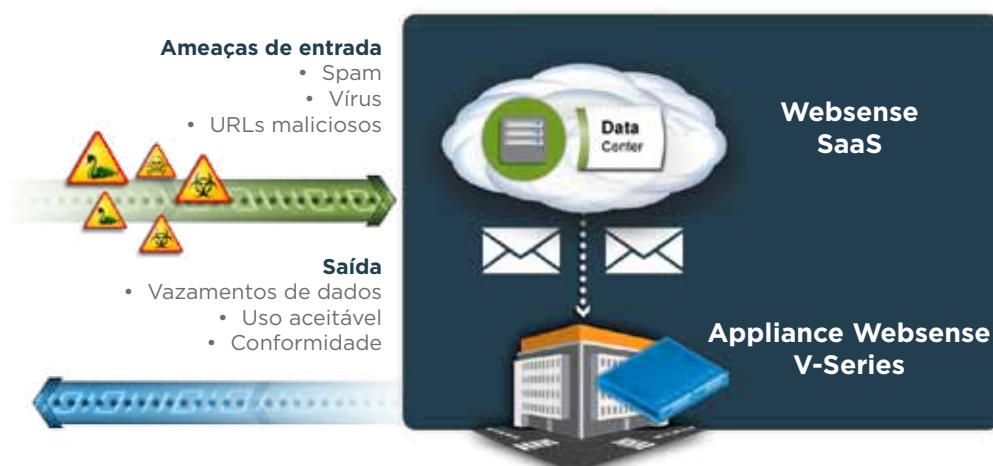 Ameaças de entrada
• Spam
• Vírus
• URLs maliciosos
Saída
• Vazamentos de dados
• Uso aceitável
• Conformidade
Data
Center
Websense
SaaS
Appliance Websense
V-Series